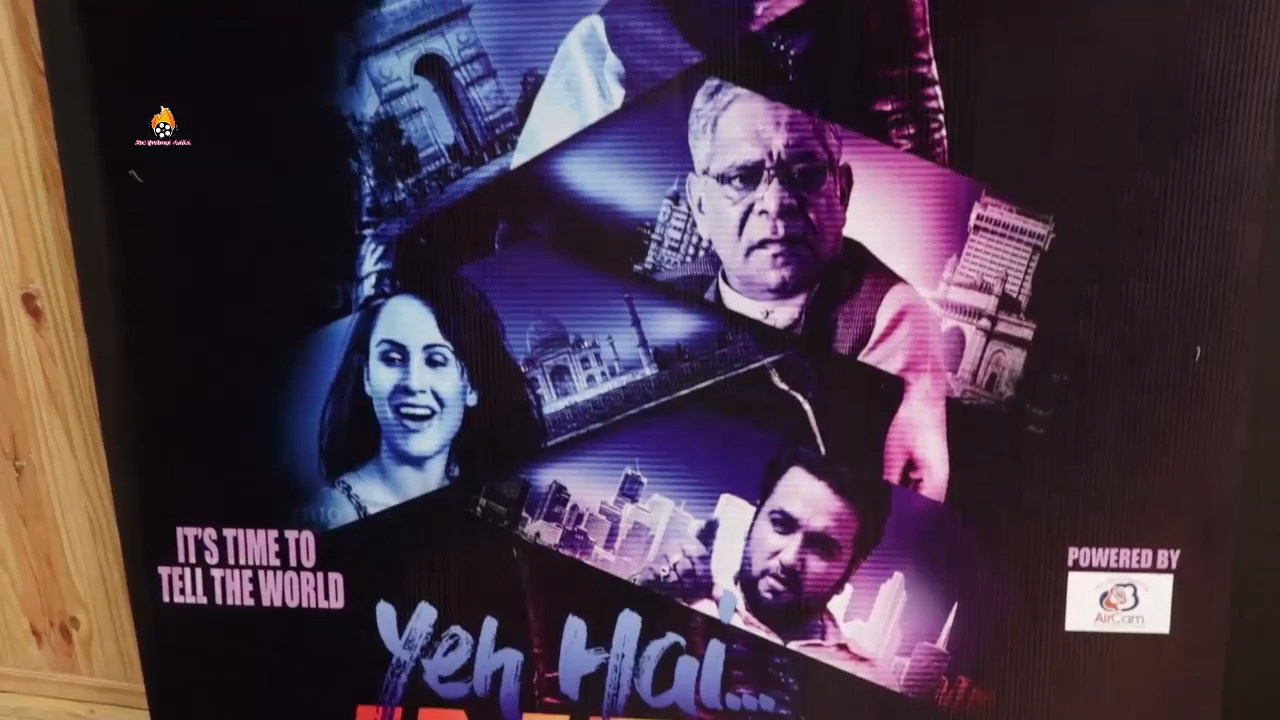 IT'S TIME TO
TELL THE WORLD
POWERED BY
AirCam
Yeh Hai...